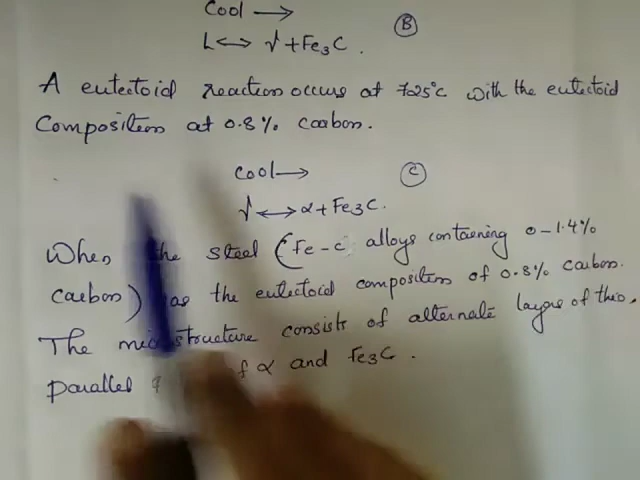 Cool →
Ⓑ
L ↔ γ + Fe₃C .
A eutectoid reaction occurs at 725°C with the eutectoid
Composition at 0.8% carbon.
Cool →
Ⓒ
γ ↔ α + Fe₃C.
When the steel (Fe-C alloys containing 0-1.4%
carbon) has the eutectoid composition of 0.8% carbon.
The microstructure consists of alternate layers of thin,
parallel of α and Fe₃C .